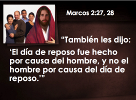 Marcos 2:27, 28
“También les dijo:
‘El día de reposo fue hecho
por causa del hombre, y no el
hombre por causa del día de
reposo.’”